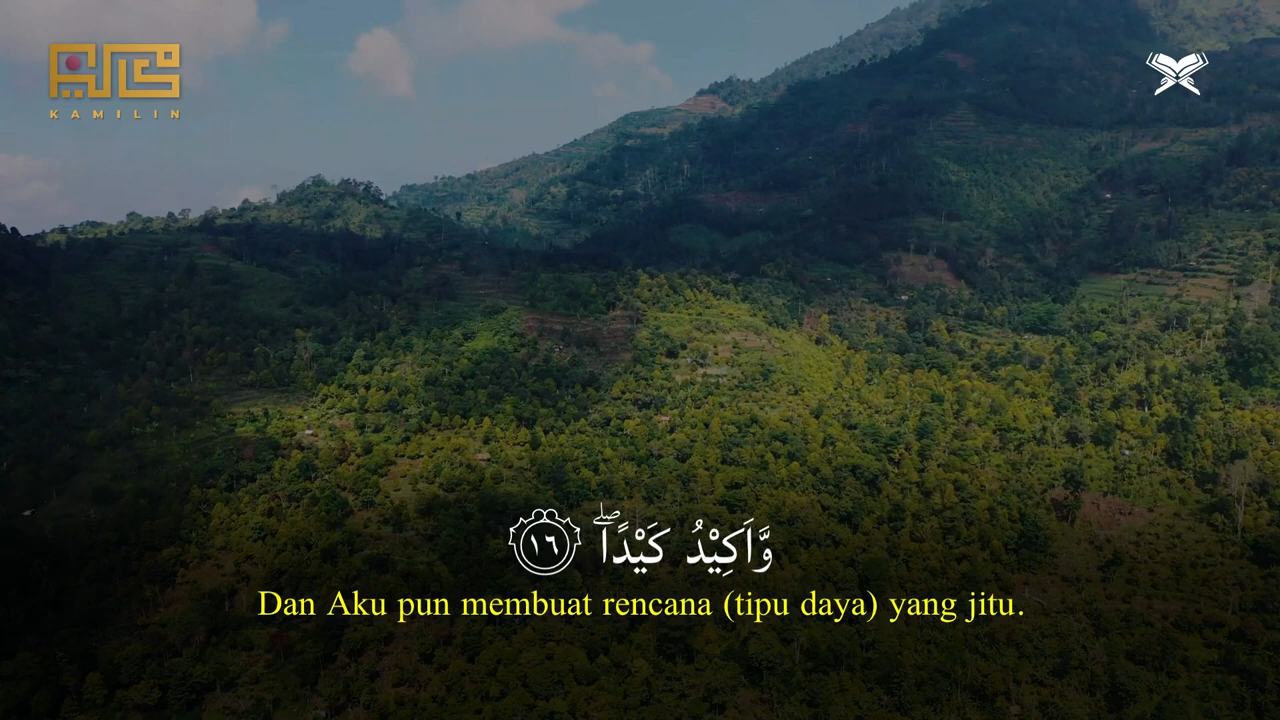 KAMILIN
وَّاَكِيْدُ كَيْدًاۖ ١٦
Dan Aku pun membuat rencana (tipu daya) yang jitu.